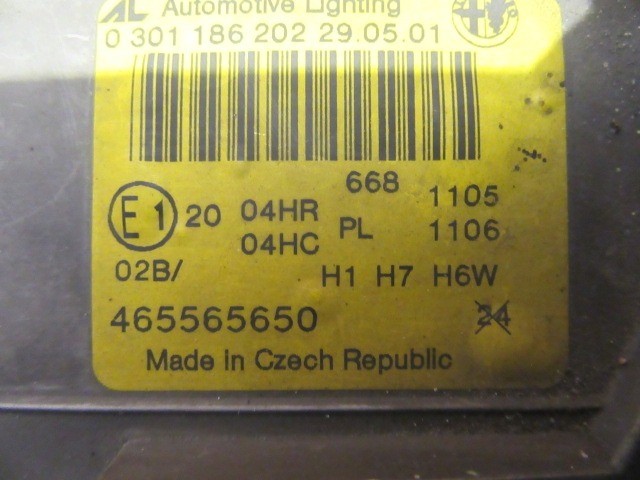 AL Automotive Lighting
0 301 186 202 29.05.01
668
E1 20 04HR PL 1105
04HC 1106
02B/ H1 H7 H6W
465565650 24
Made in Czech Republic